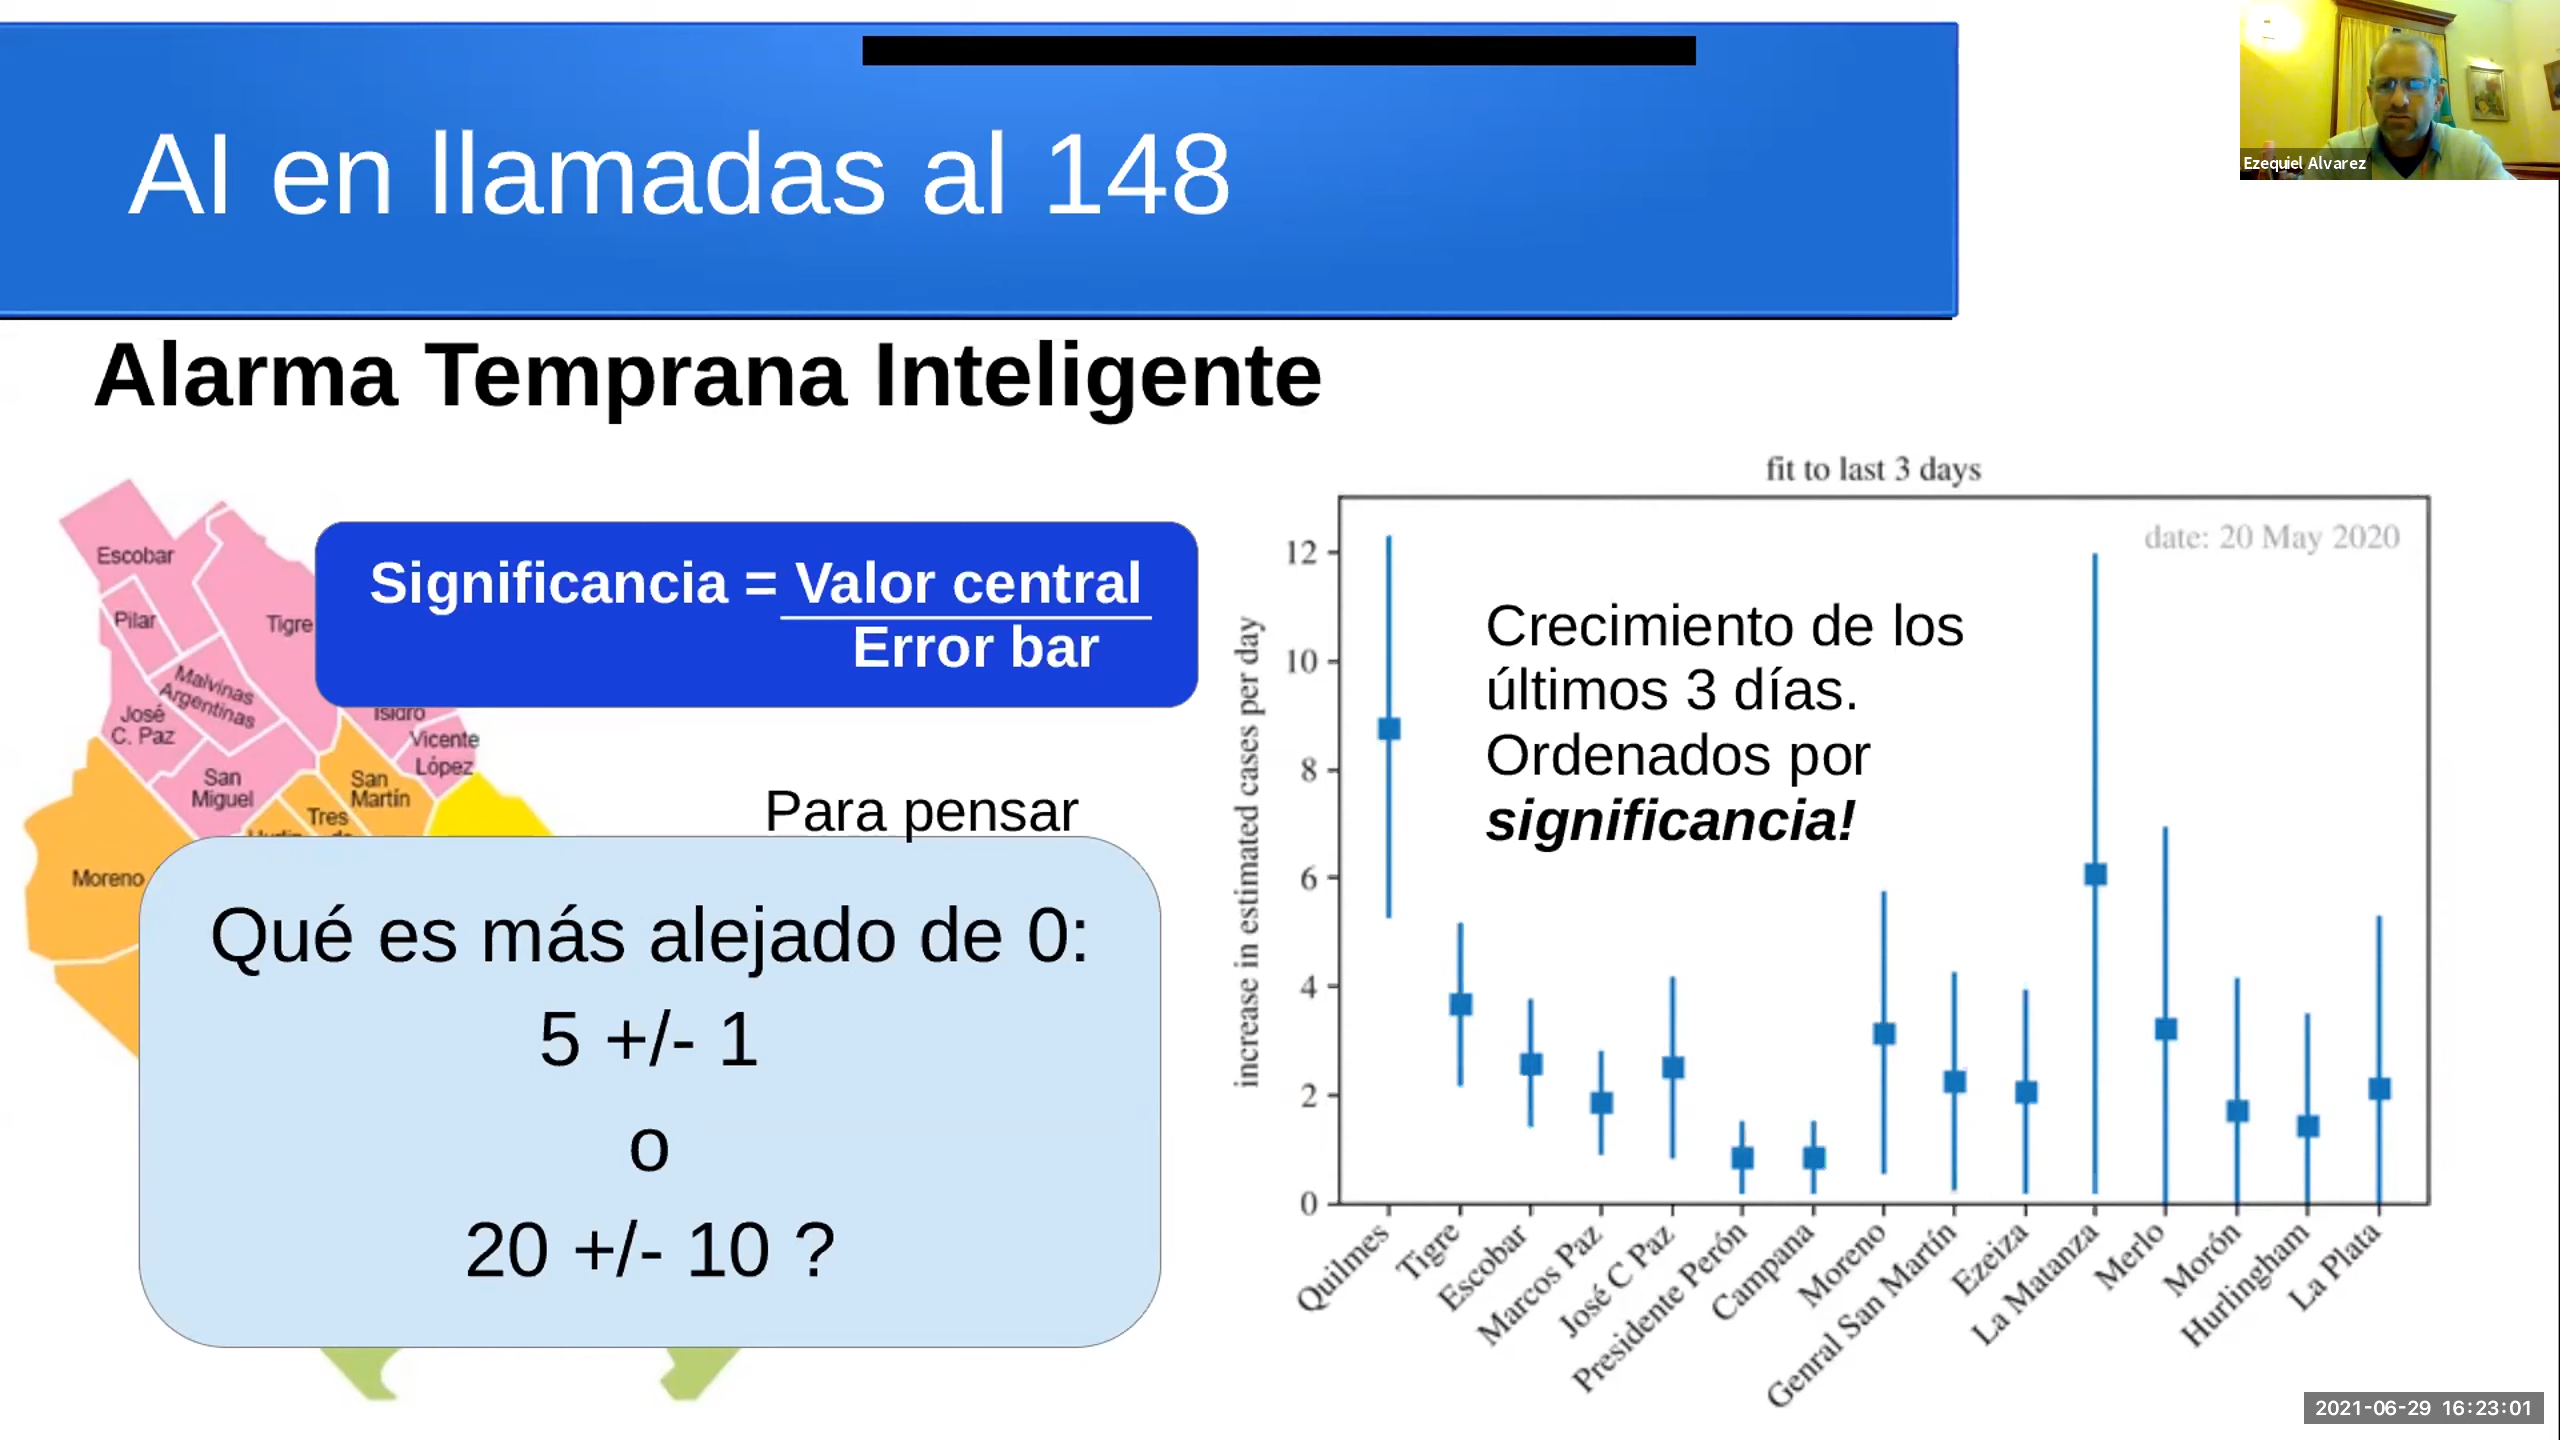 AI en llamadas al 148
Ezequiel Alvarez
Alarma Temprana Inteligente
Escobar
Pilar
Tigre
Malvinas
Argentinas
José
C. Paz
Isidro
Vicente
López
San
Miguel
San
Martín
Tres
Moreno
Significancia = Valor central
Error bar
Para pensar
Qué es más alejado de 0:
5 +/- 1
o
20 +/- 10 ?
fit to last 3 days
date: 20 May 2020
Crecimiento de los
últimos 3 días.
Ordenados por
significancia!
increase in estimated cases per day
12
10
8
6
4
2
0
Quilmes
Tigre
Escobar
Marcos Paz
José C Paz
Presidente Perón
Campana
Moreno
Genral San Martín
Ezeiza
La Matanza
Merlo
Morón
Hurlingham
La Plata
2021-06-29 16:23:01